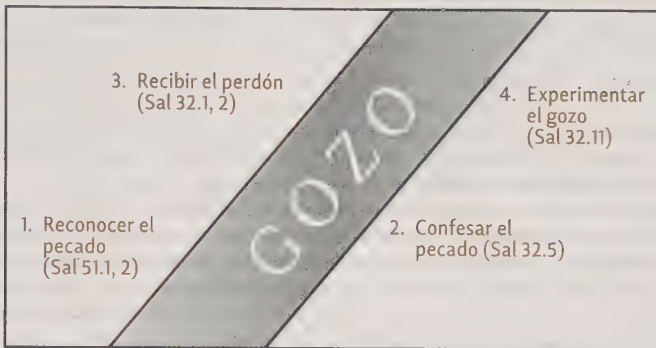 3. Recibir el perdón
(Sal 32.1, 2)
4. Experimentar
el gozo
(Sal 32.11)
GOZO
1. Reconocer el
pecado
(Sal 51.1, 2)
2. Confesar el
pecado (Sal 32.5)